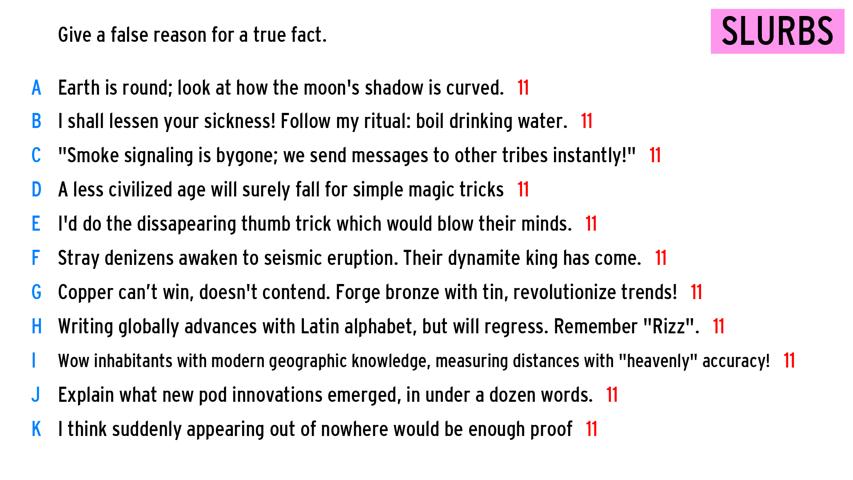 Give a false reason for a true fact.
SLURBS
A Earth is round; look at how the moon's shadow is curved. 11
B I shall lessen your sickness! Follow my ritual: boil drinking water. 11
C "Smoke signaling is bygone; we send messages to other tribes instantly!" 11
D A less civilized age will surely fall for simple magic tricks 11
E I'd do the dissapearing thumb trick which would blow their minds. 11
F Stray denizens awaken to seismic eruption. Their dynamite king has come. 11
G Copper can’t win, doesn't contend. Forge bronze with tin, revolutionize trends! 11
H Writing globally advances with Latin alphabet, but will regress. Remember "Rizz". 11
I Wow inhabitants with modern geographic knowledge, measuring distances with "heavenly" accuracy! 11
J Explain what new pod innovations emerged, in under a dozen words. 11
K I think suddenly appearing out of nowhere would be enough proof 11